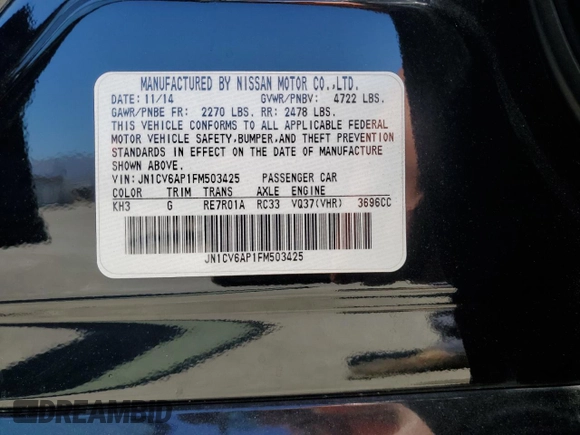 MANUFACTURED BY NISSAN MOTOR CO.,LTD.
DATE: 11/14 GVWR/PNBV: 4722 LBS.
GAWR/PNBE FR: 2270 LBS. RR: 2478 LBS.
THIS VEHICLE CONFORMS TO ALL APPLICABLE FEDERAL
MOTOR VEHICLE SAFETY,BUMPER,AND THEFT PREVENTION
STANDARDS IN EFFECT ON THE DATE OF MANUFACTURE
SHOWN ABOVE.
VIN: JN1CV6AP1FM503425 PASSENGER CAR
COLOR TRIM TRANS AXLE ENGINE
KH3 G RE7R01A RC33 VQ37(VHR) 3696CC
JN1CV6AP1FM503425
DREAMBID